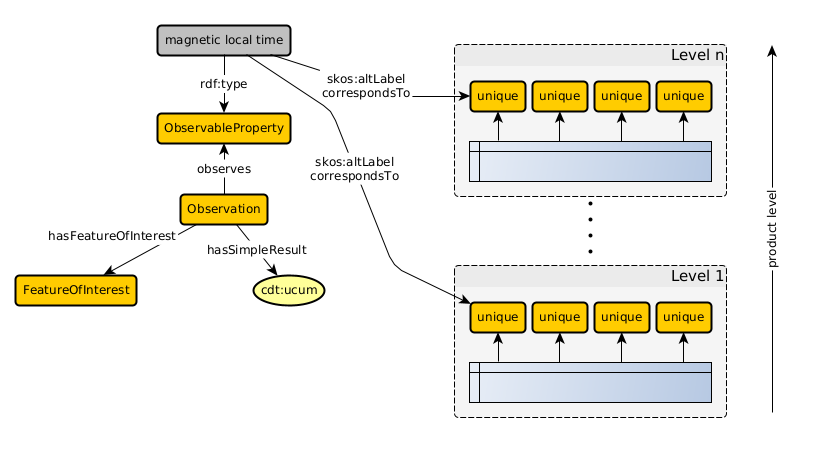 magnetic local time
rdf:type
ObservableProperty
observes
Observation
hasFeatureOfInterest
hasSimpleResult
FeatureOfInterest
cdt:ucum
skos:altLabel
correspondsTo
skos:altLabel
correspondsTo
Level n
unique unique unique unique
Level 1
unique unique unique unique
product level